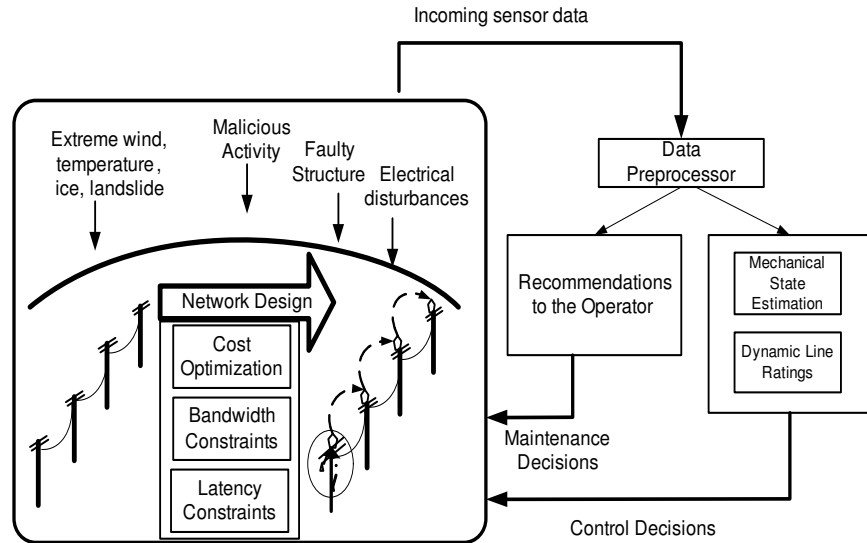 Incoming sensor data
Extreme wind,
temperature,
ice, landslide
Malicious
Activity
Faulty
Structure
Electrical
disturbances
Network Design
Cost
Optimization
Bandwidth
Constraints
Latency
Constraints
Data
Preprocessor
Recommendations
to the Operator
Mechanical
State
Estimation
Dynamic Line
Ratings
Maintenance
Decisions
Control Decisions